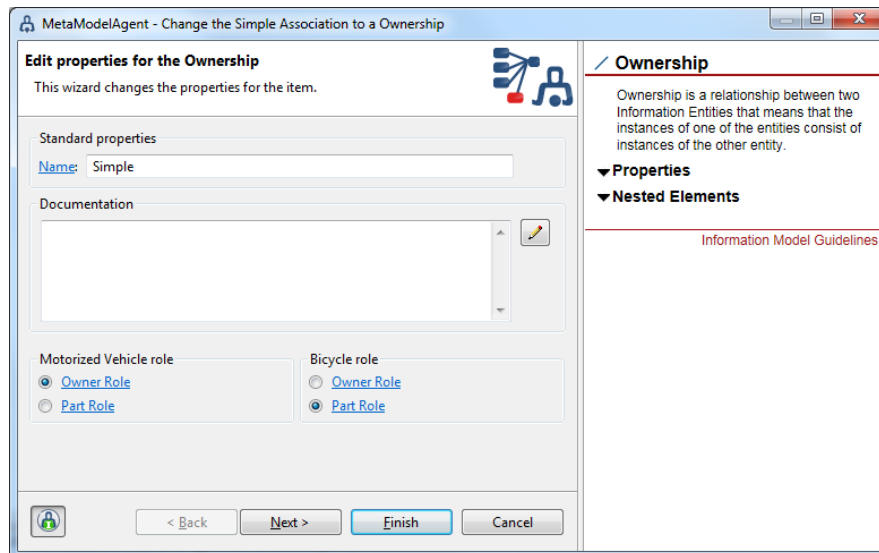 MetaModelAgent - Change the Simple Association to a Ownership
Edit properties for the Ownership
This wizard changes the properties for the item.
Standard properties
Name: Simple
Documentation
Motorized Vehicle role
Owner Role
Part Role
Bicycle role
Owner Role
Part Role
< Back
Next >
Finish
Cancel
Ownership
Ownership is a relationship between two
Information Entities that means that the
instances of one of the entities consist of
instances of the other entity.
Properties
Nested Elements
Information Model Guidelines